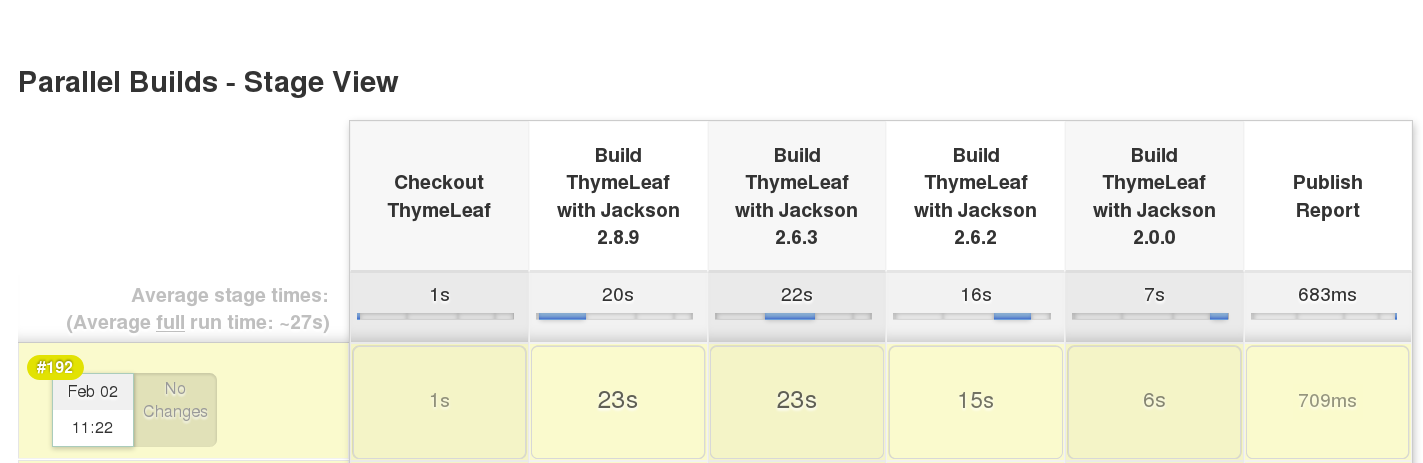 Parallel Builds - Stage View
Checkout
ThymeLeaf
Build
ThymeLeaf
with Jackson
2.8.9
Build
ThymeLeaf
with Jackson
2.6.3
Build
ThymeLeaf
with Jackson
2.6.2
Build
ThymeLeaf
with Jackson
2.0.0
Publish
Report
Average stage times:
(Average full run time: ~27s)
1s
20s
22s
16s
7s
683ms
#192
Feb 02
11:22
No
Changes
1s
23s
23s
15s
6s
709ms